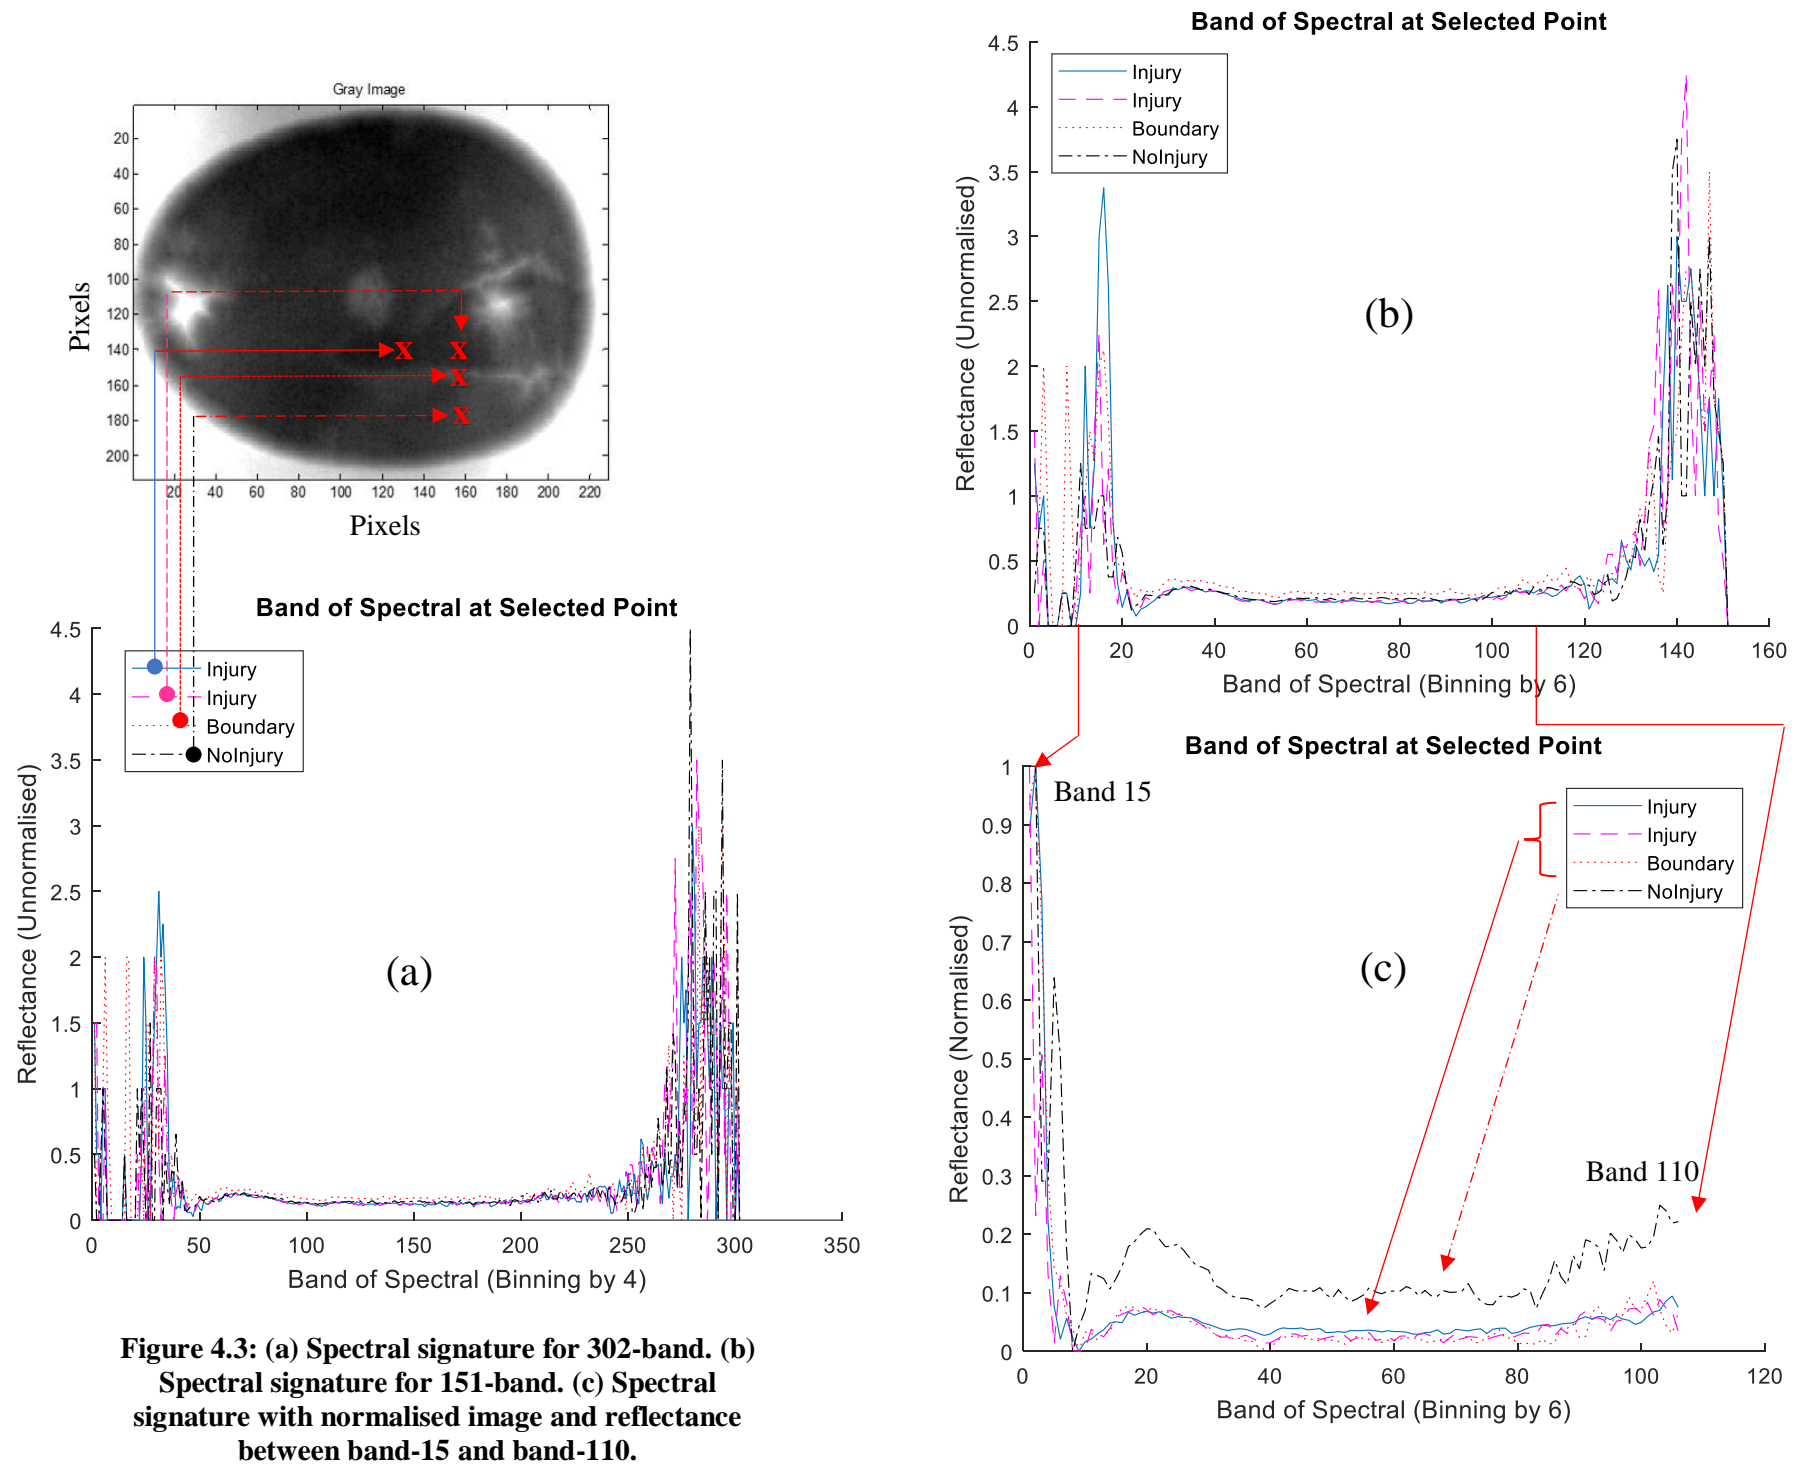 Gray Image
20
40
60
80
100
120
140
160
180
200
Pixels
X X
X
X
20 40 60 80 100 120 140 160 180 200 220
Pixels
Band of Spectral at Selected Point
4.5
4
3.5
3
2.5
2
1.5
1
0.5
0
Reflectance (Unnormalised)
Injury
Injury
Boundary
NoInjury
(a)
0 50 100 150 200 250 300 350
Band of Spectral (Binning by 4)
Figure 4.3: (a) Spectral signature for 302-band. (b)
Spectral signature for 151-band. (c) Spectral
signature with normalised image and reflectance
between band-15 and band-110.
Band of Spectral at Selected Point
4.5
4
3.5
3
2.5
2
1.5
1
0.5
0
Reflectance (Unnormalised)
Injury
Injury
Boundary
NoInjury
(b)
0 20 40 60 80 100 120 140 160
Band of Spectral (Binning by 6)
Band of Spectral at Selected Point
1
0.9
0.8
0.7
0.6
0.5
0.4
0.3
0.2
0.1
0
Reflectance (Normalised)
Band 15
Injury
Injury
Boundary
NoInjury
(c)
Band 110
0 20 40 60 80 100 120
Band of Spectral (Binning by 6)